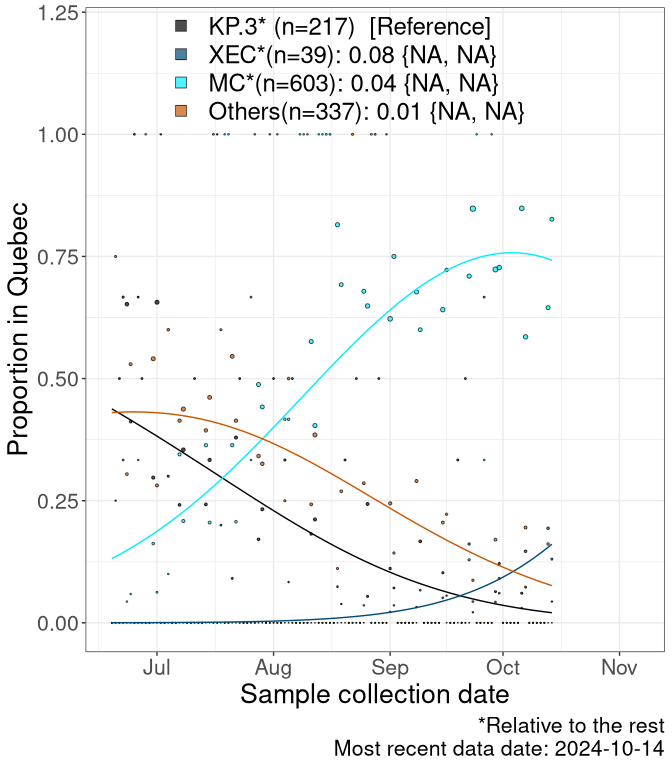 1.25
KP.3* (n=217)  [Reference]
XEC*(n=39): 0.08 {NA, NA}
MC*(n=603): 0.04 {NA, NA}
Others(n=337): 0.01 {NA, NA}
1.00
0.75
0.50
0.25
0.00
Proportion in Quebec
Jul Aug Sep Oct Nov
Sample collection date
*Relative to the rest
Most recent data date: 2024-10-14